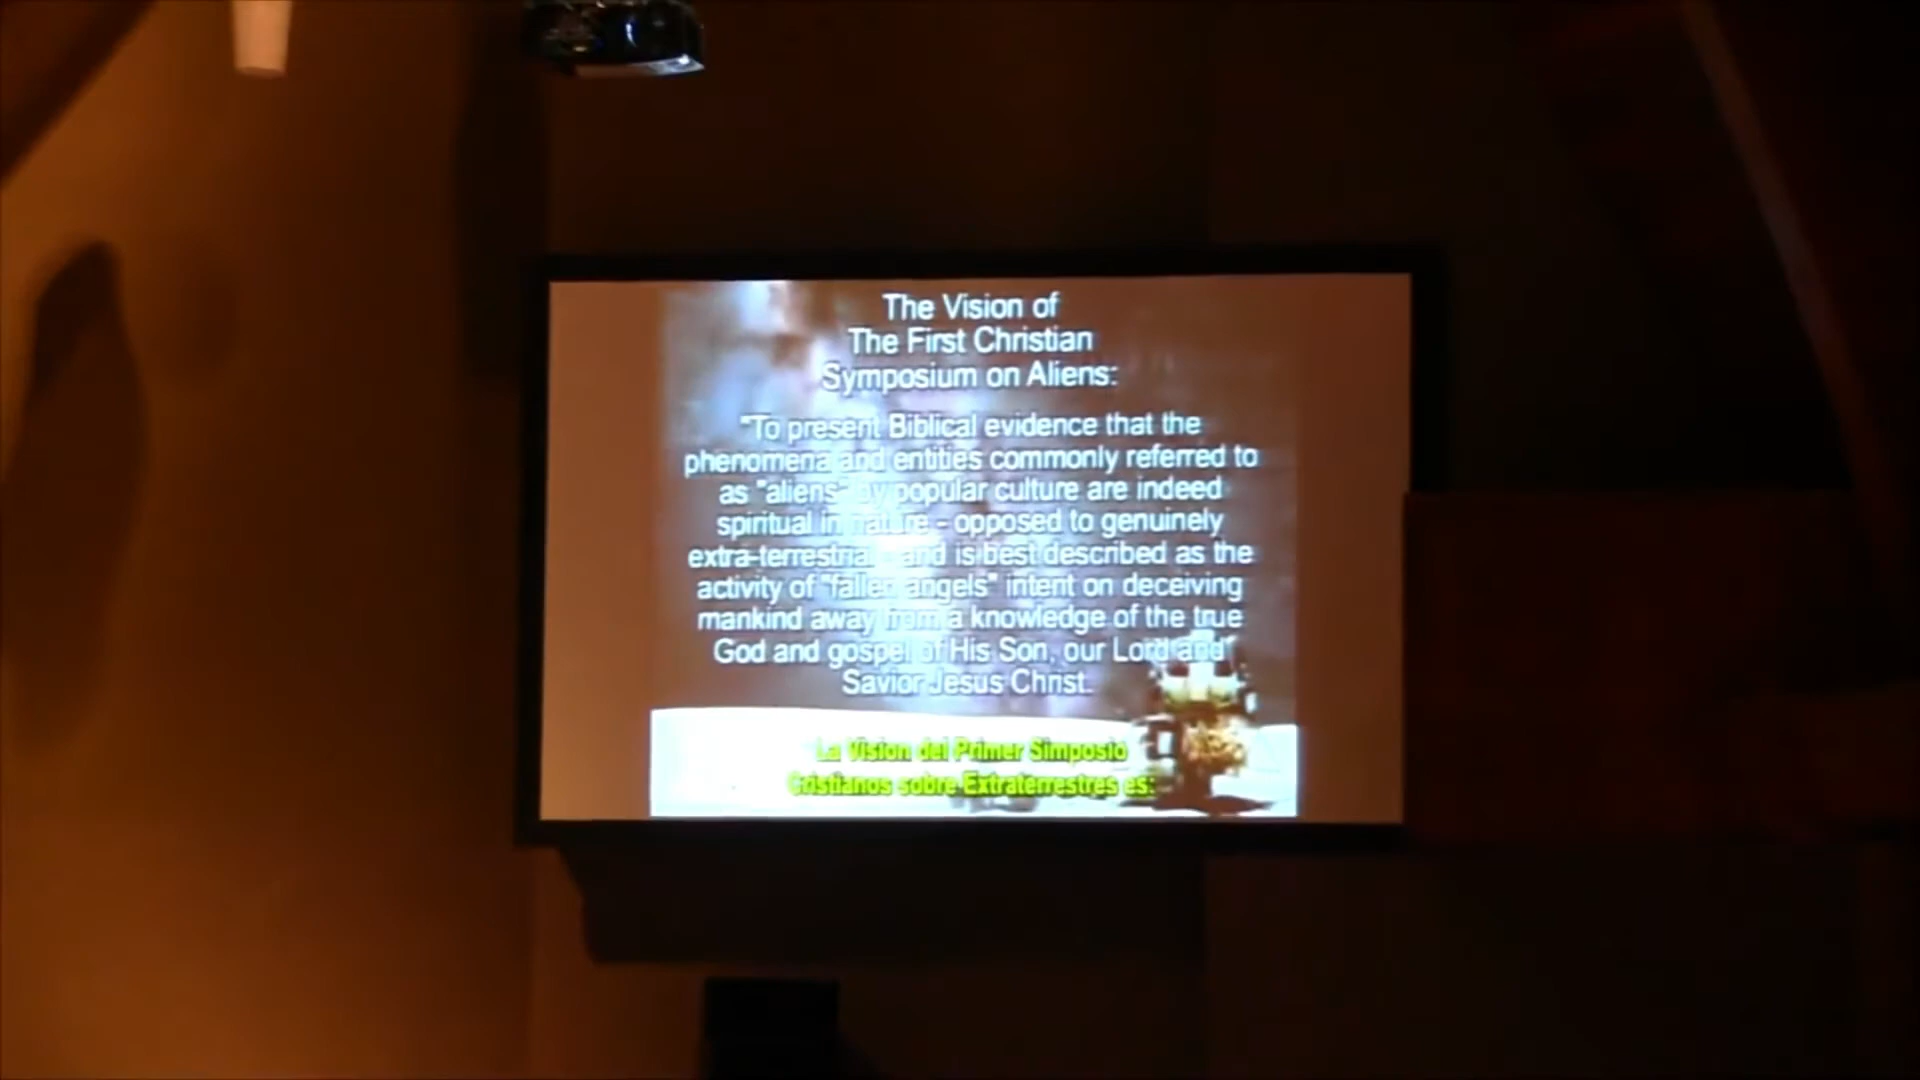 The Vision of
The First Christian
Symposium on Aliens:
"To present Biblical evidence that the
phenomena and entities commonly referred to
as "aliens" by popular culture are indeed
spiritual in nature - opposed to genuinely
extra-terrestrial - and is best described as the
activity of "fallen angels" intent on deceiving
mankind away from a knowledge of the true
God and gospel of His Son, our Lord and
Savior Jesus Christ.
La Vision del Primer Simposio
Cristianos sobre Extraterrestres es: